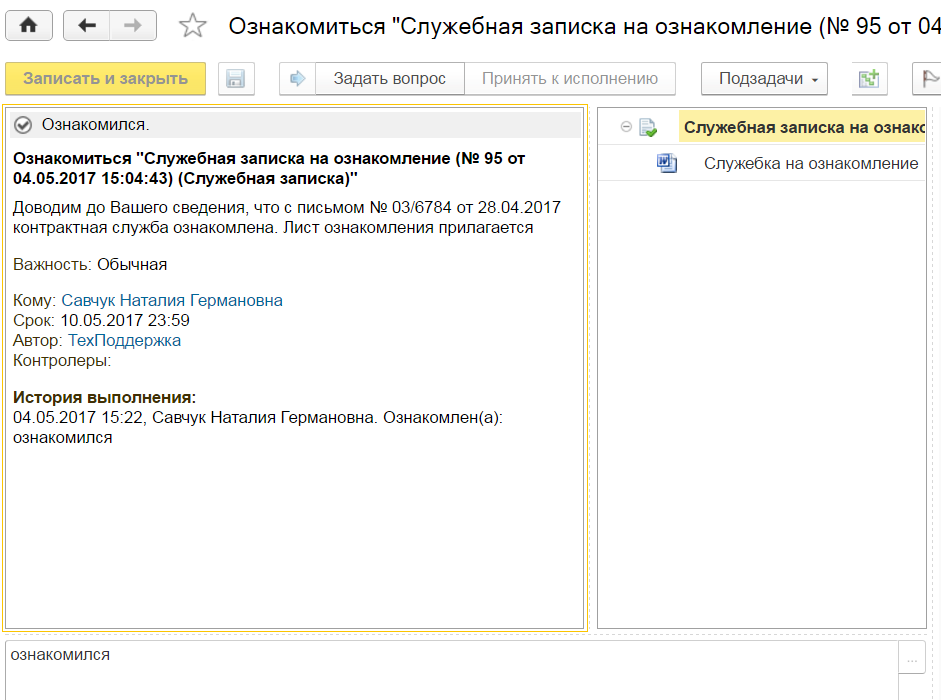 Ознакомиться "Служебная записка на ознакомление (№ 95 от 04
Записать и закрыть
Задать вопрос
Принять к исполнению
Подзадачи
Ознакомился.
Ознакомиться "Служебная записка на ознакомление (№ 95 от
04.05.2017 15:04:43) (Служебная записка)"
Доводим до Вашего сведения, что с письмом № 03/6784 от 28.04.2017
контрактная служба ознакомлена. Лист ознакомления прилагается
Важность: Обычная
Кому: Савчук Наталия Германовна
Срок: 10.05.2017 23:59
Автор: ТехПоддержка
Контролеры:
История выполнения:
04.05.2017 15:22, Савчук Наталия Германовна. Ознакомлен(а):
ознакомился
Служебная записка на ознако
Служебка на ознакомление
ознакомился
...